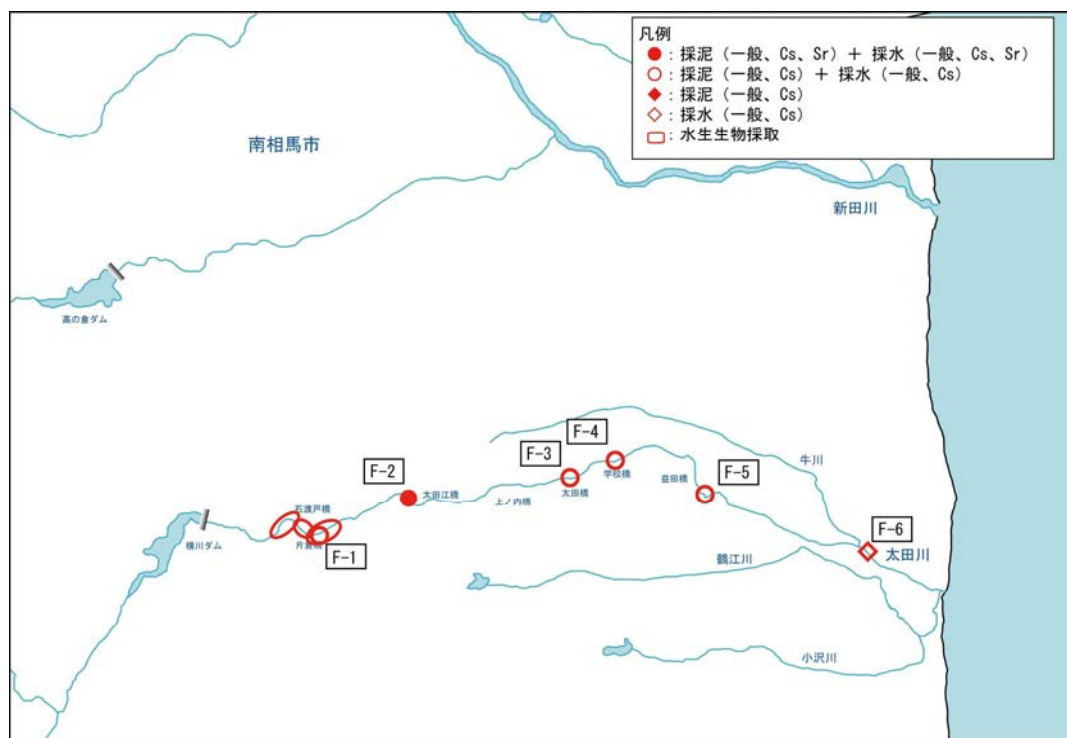 凡例
●：採泥（一般、Cs、Sr）＋ 採水（一般、Cs、Sr）
○：採泥（一般、Cs）＋ 採水（一般、Cs）
◆：採泥（一般、Cs）
◇：採水（一般、Cs）
：水生生物採取
南相馬市
新田川
高の倉ダム
F-4
F-3
学校橋
F-5
F-2
太田橋
益田橋
牛川
太田江橋
上ノ内橋
石渡戸橋
F-6
横川ダム
片倉橋
F-1
太田川
鶴江川
小沢川